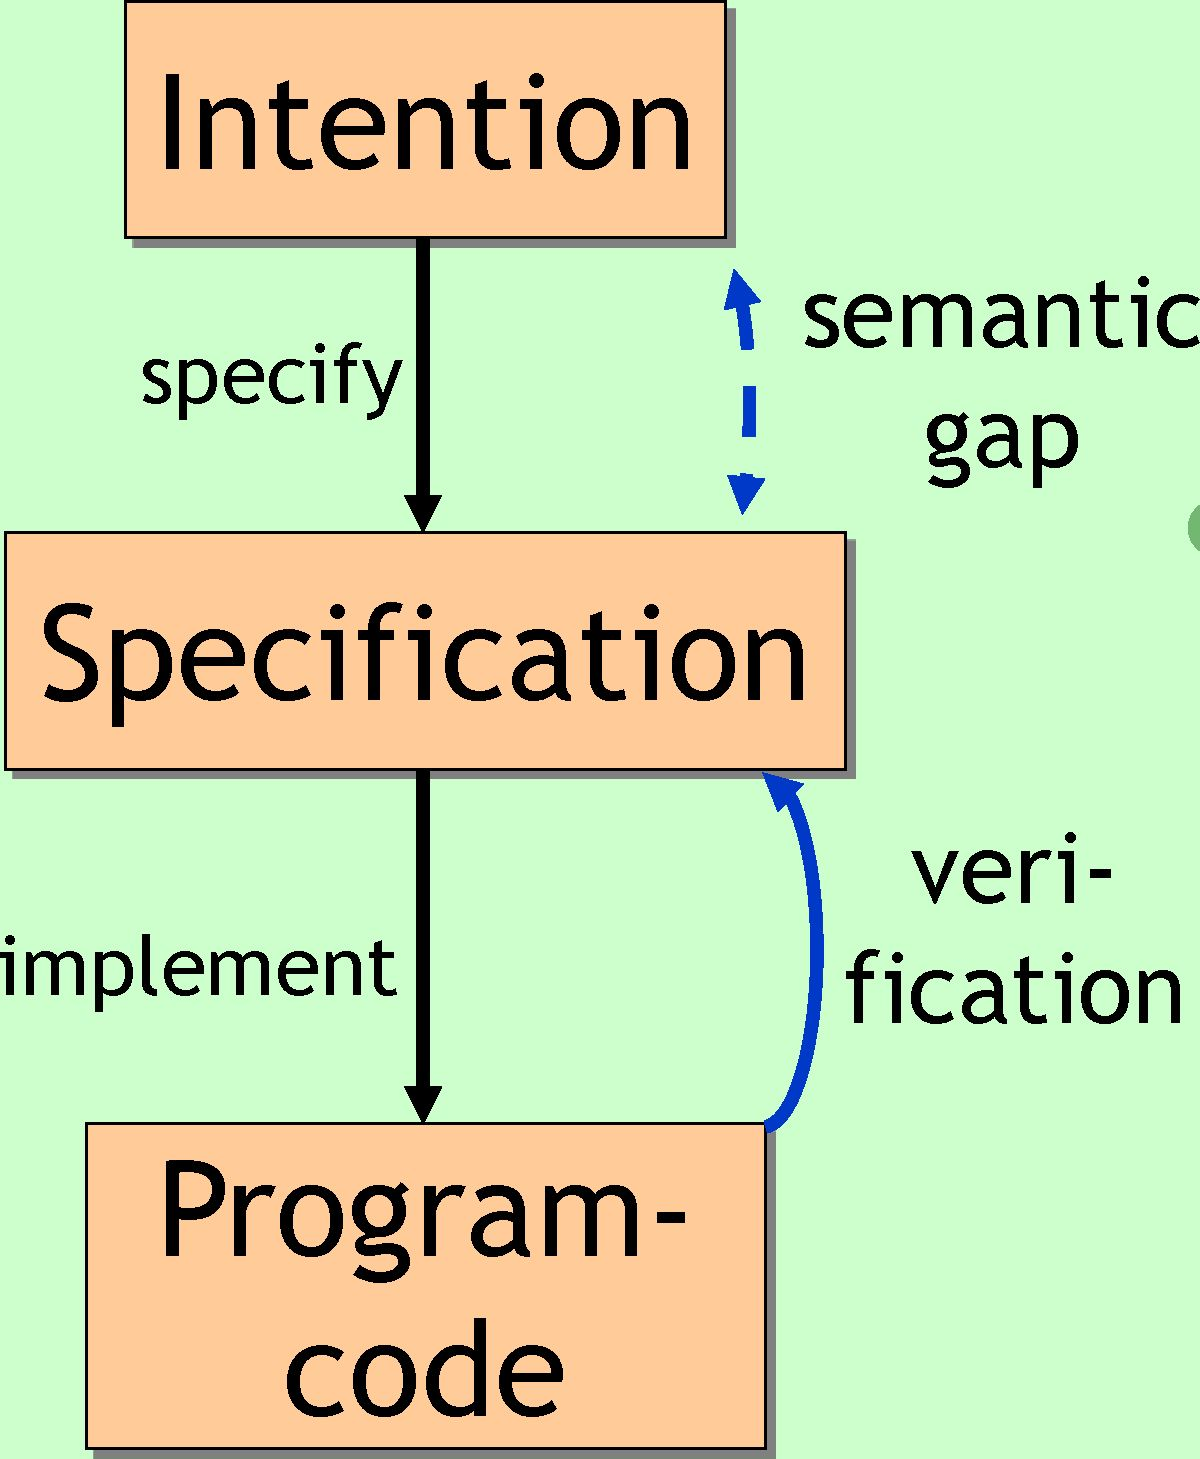 Intention
specify
semantic
gap
Specification
implement
veri-
fication
Program-
code